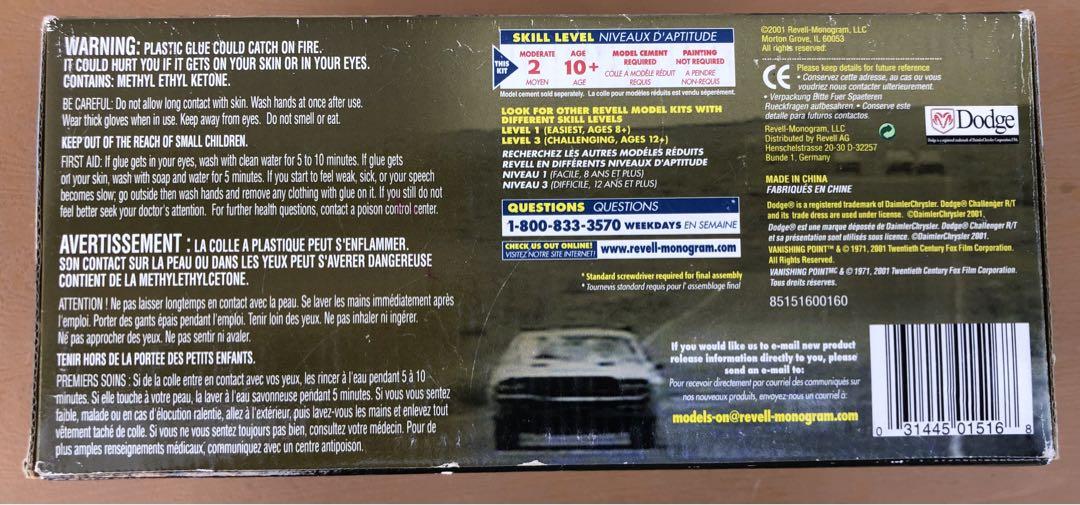 WARNING: PLASTIC GLUE COULD CATCH ON FIRE.
IT COULD HURT YOU IF IT GETS ON YOUR SKIN OR IN YOUR EYES.
CONTAINS: METHYL ETHYL KETONE.
BE CAREFUL: Do not allow long contact with skin. Wash hands at once after use.
Wear thick gloves when in use. Keep away from eyes. Do not smell or eat.
KEEP OUT OF THE REACH OF SMALL CHILDREN.
FIRST AID: If glue gets in your eyes, wash with clean water for 5 to 10 minutes. If glue gets
on your skin, wash with soap and water for 5 minutes. If you start to feel weak, sick, or your speech
becomes slow; go outside then wash hands and remove any clothing with glue on it. If you still do not
feel better seek your doctor's attention. For further health questions, contact a poison control center.
AVERTISSEMENT : LA COLLE A PLASTIQUE PEUT S'ENFLAMMER.
SON CONTACT SUR LA PEAU OU DANS LES YEUX PEUT S'AVERER DANGEREUSE
CONTIENT DE LA METHYLETHYLCETONE.
ATTENTION ! Ne pas laisser longtemps en contact avec la peau. Se laver les mains immédiatement après
l'emploi. Porter des gants épais pendant l'emploi. Tenir loin des yeux. Ne pas inhaler ni ingérer.
Ne pas approcher des yeux. Ne pas sentir ni avaler.
TENIR HORS DE LA PORTEE DES PETITS ENFANTS.
PREMIERS SOINS : Si de la colle entre en contact avec vos yeux, les rincer à l'eau pendant 5 à 10
minutes. Si elle touche à votre peau, la laver à l'eau savonneuse pendant 5 minutes. Si vous vous sentez
faible, malade ou en cas d'élocution ralentie, allez à l'extérieur, puis lavez-vous les mains et enlevez tout
vêtement taché de colle. Si vous ne vous sentez toujours pas bien, consultez votre médecin. Pour de
plus amples renseignements médicaux, communiquez avec un centre antipoison.
SKILL LEVEL NIVEAUX D'APTITUDE
THIS KIT
MODERATE
2
MOYEN
AGE
10+
AGE
MODEL CEMENT
REQUIRED
COLLE A MODÈLE RÉDUIT
REQUIS
PAINTING
NOT REQUIRED
A PEINDRE
NON-REQUIS
Model cement sold seperately. La colle pour modèles réduits est vendu séperément.
LOOK FOR OTHER REVELL MODEL KITS WITH
DIFFERENT SKILL LEVELS
LEVEL 1 (EASIEST, AGES 8+)
LEVEL 3 (CHALLENGING, AGES 12+)
RECHERCHEZ LES AUTRES MODÉLES RÉDUITS
REVELL EN DIFFÉRENTS NIVEAUX D'APTITUDE
NIVEAU 1 (FACILE, 8 ANS ET PLUS)
NIVEAU 3 (DIFFICILE, 12 ANS ET PLUS)
QUESTIONS QUESTIONS
1-800-833-3570 WEEKDAYS EN SEMAINE
CHECK US OUT ONLINE!
VISITEZ NOTRE SITE INTERNET!
www.revell-monogram.com
* Standard screwdriver required for final assembly
* Tournevis standard requis pour l' assemblage final
If you would like us to e-mail new product
release information directly to you, please
send an e-mail to:
Pour recevoir directement par courriel des communiqués sur
nos nouveaux produits, envoyez-nous un courriel à:
models-on@revell-monogram.com
©2001 Revell-Monogram, LLC
Morton Grove, IL 60053
All rights reserved.
CE
Please keep details for future reference
• Conservez cette adresse, au cas ou vous
voudriez nous contacter ulterieurement.
• Verpackung Bitte Fuer Spaeteren
Rueckfragen aufbesahren. • Conserve este
detalle para futuros contactos.
Revell-Monogram, LLC
Distributed by Revell AG
Henschelstrasse 20-30 D-32257
Bunde 1, Germany
Dodge
MADE IN CHINA
FABRIQUÉS EN CHINE
Dodge® is a registered trademark of DaimlerChrysler. Dodge® Challenger R/T
and its trade dress are used under license. ©DaimlerChrysler 2001.
Dodge® est une marque déposée de DaimlerChrysler. Dodge® Challenger R/T
et sa présentation sont utilisés sous licence. ©DaimlerChrysler 2001.
VANISHING POINT™ & © 1971, 2001 Twentieth Century Fox Film Corporation.
All Rights Reserved.
VANISHING POINTMC & © 1971, 2001 Twentieth Century Fox Film Corporation.
Tous droits réservés.
85151600160
0 31445 01516 8